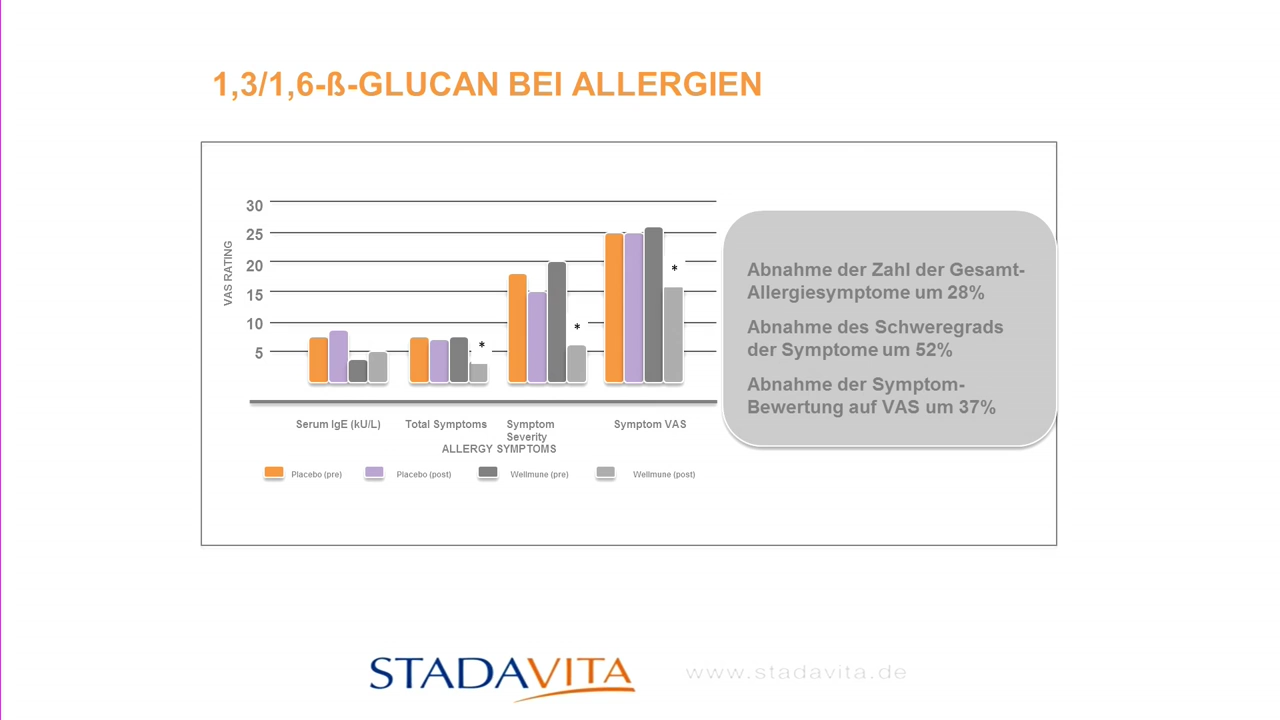 1,3/1,6-ß-GLUCAN BEI ALLERGIEN
30
25
20
15
10
5
VAS RATING
*
*
*
*
Serum IgE (kU/L)
Total Symptoms
Symptom
Severity
Symptom VAS
ALLERGY SYMPTOMS
Placebo (pre)
Placebo (post)
Wellmune (pre)
Wellmune (post)
Abnahme der Zahl der Gesamt-
Allergiesymptome um 28%
Abnahme des Schweregrads
der Symptome um 52%
Abnahme der Symptom-
Bewertung auf VAS um 37%
STADAVITA
www.stadavita.de